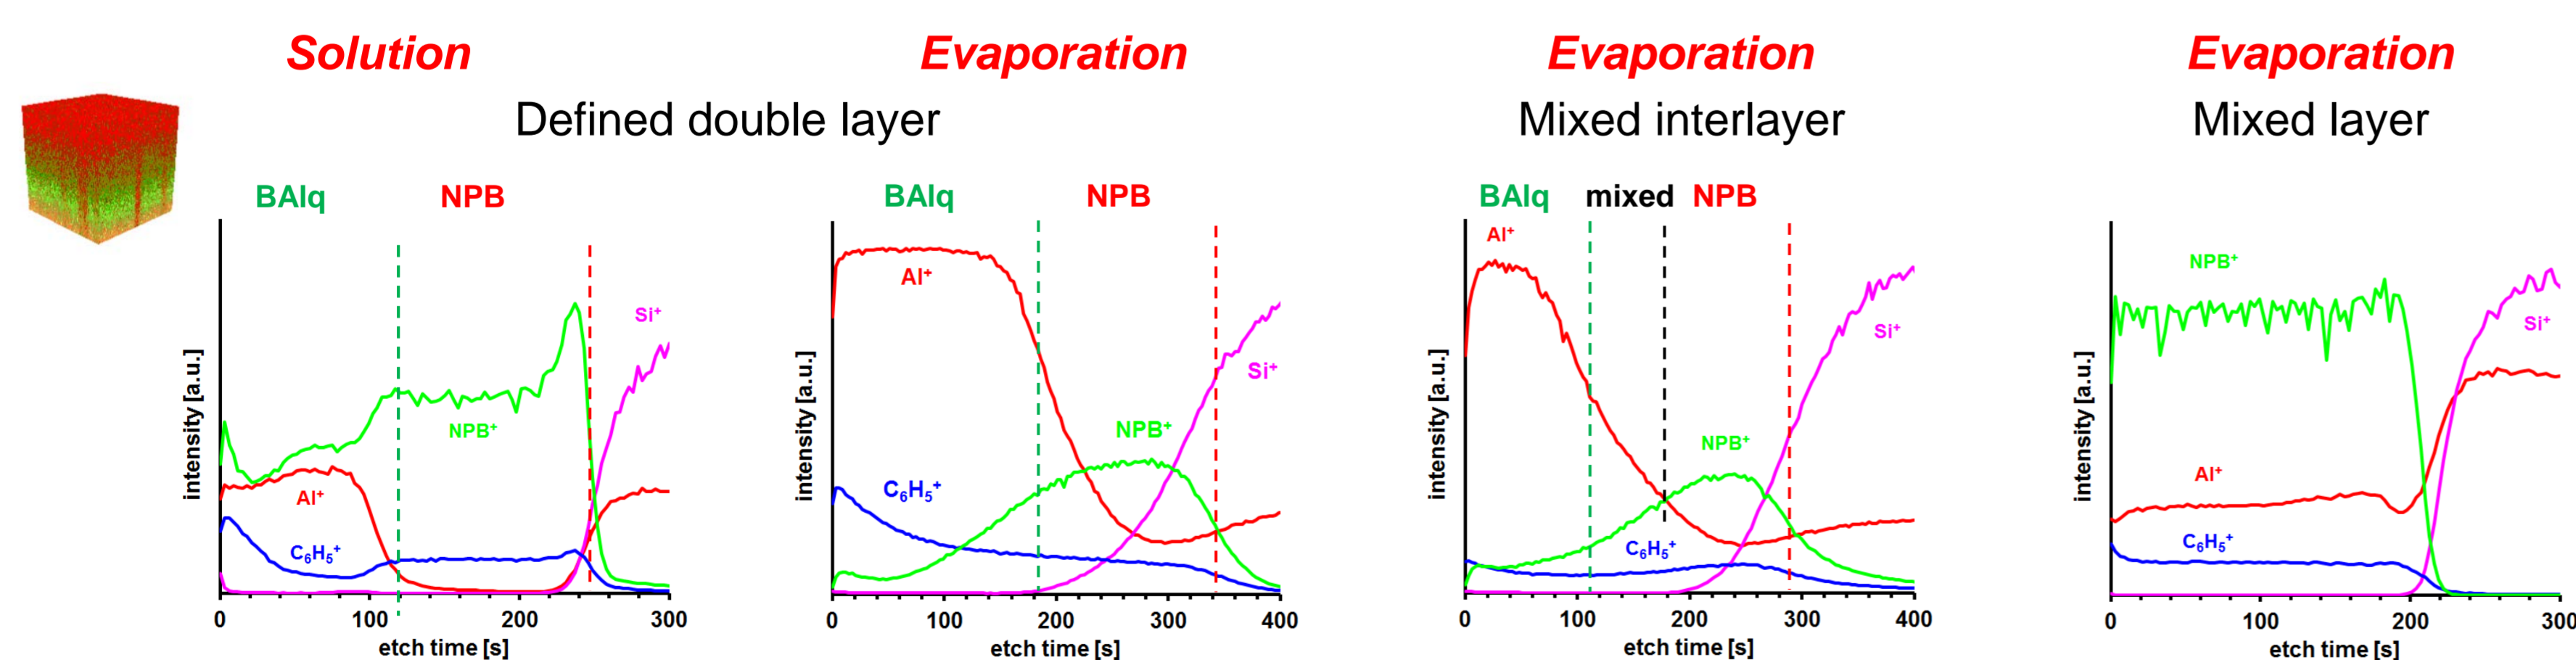 Solution
Evaporation
Evaporation
Evaporation
Defined double layer
Mixed interlayer
Mixed layer
BAlq NPB
intensity [a.u.]
NPB⁺
Al⁺
C₆H₅⁺
Si⁺
0 100 200 300
etch time [s]
BAlq NPB
intensity [a.u.]
Al⁺
C₆H₅⁺
NPB⁺
Si⁺
0 100 200 300 400
etch time [s]
BAlq mixed NPB
intensity [a.u.]
Al⁺
Si⁺
NPB⁺
C₆H₅⁺
0 100 200 300 400
etch time [s]
intensity [a.u.]
NPB⁺
Si⁺
Al⁺
C₆H₅⁺
0 100 200 300
etch time [s]